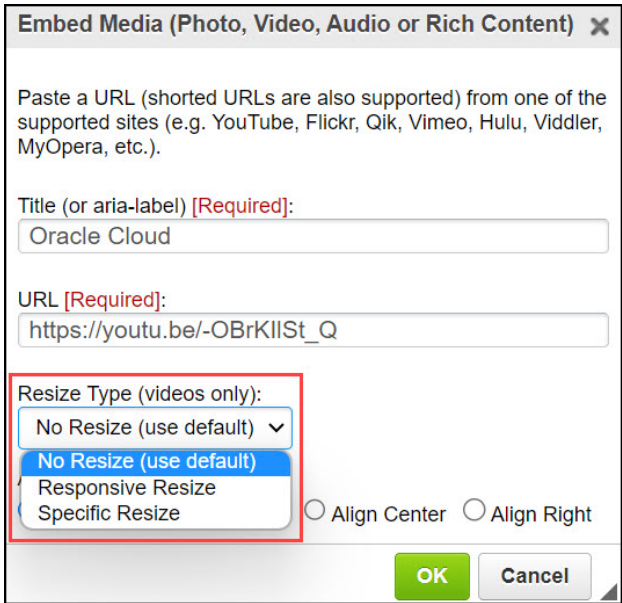 Embed Media (Photo, Video, Audio or Rich Content)
Paste a URL (shorted URLs are also supported) from one of the
supported sites (e.g. YouTube, Flickr, Qik, Vimeo, Hulu, Viddler,
MyOpera, etc.).
Title (or aria-label) [Required]:
Oracle Cloud
URL [Required]:
https://youtu.be/-OBrKIlSt_Q
Resize Type (videos only):
No Resize (use default)
No Resize (use default)
Responsive Resize
Specific Resize
Align Center Align Right
OK Cancel